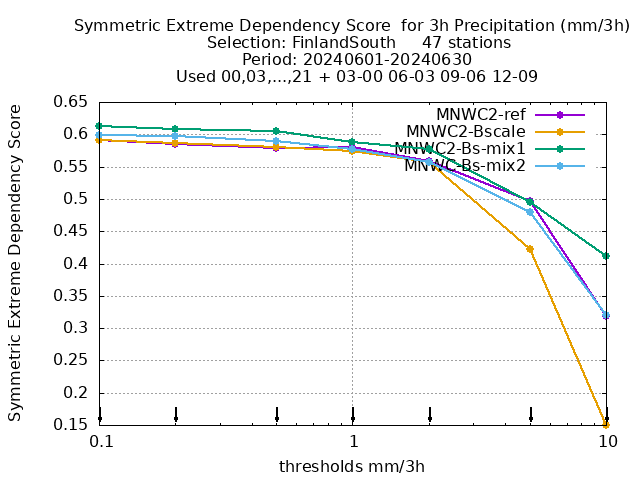 Symmetric Extreme Dependency Score  for 3h Precipitation (mm/3h)
Selection: FinlandSouth     47 stations
Period: 20240601-20240630
Used 00,03,...,21 + 03-00 06-03 09-06 12-09
Symmetric Extreme Dependency Score
0.65
0.6
0.55
0.5
0.45
0.4
0.35
0.3
0.25
0.2
0.15
MNWC2-ref
MNWC2-Bscale
MNWC2-Bs-mix1
MNWC-Bs-mix2
0.1
1
10
thresholds mm/3h